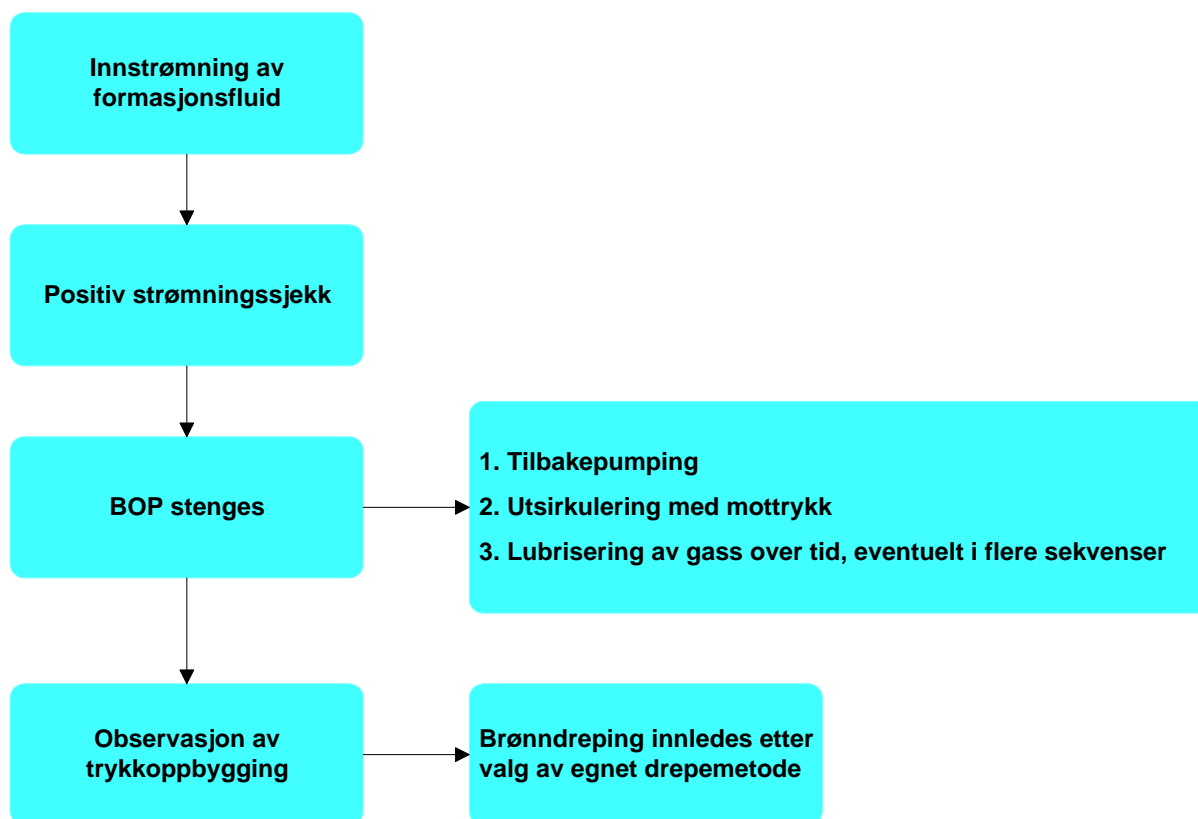 Innstrømning av
formasjonsfluid
Positiv strømningssjekk
BOP stenges
1. Tilbakepumping
2. Utsirkulering med mottrykk
3. Lubrisering av gass over tid, eventuelt i flere sekvenser
Observasjon av
trykkoppbygging
Brønndreping innledes etter
valg av egnet drepemetode